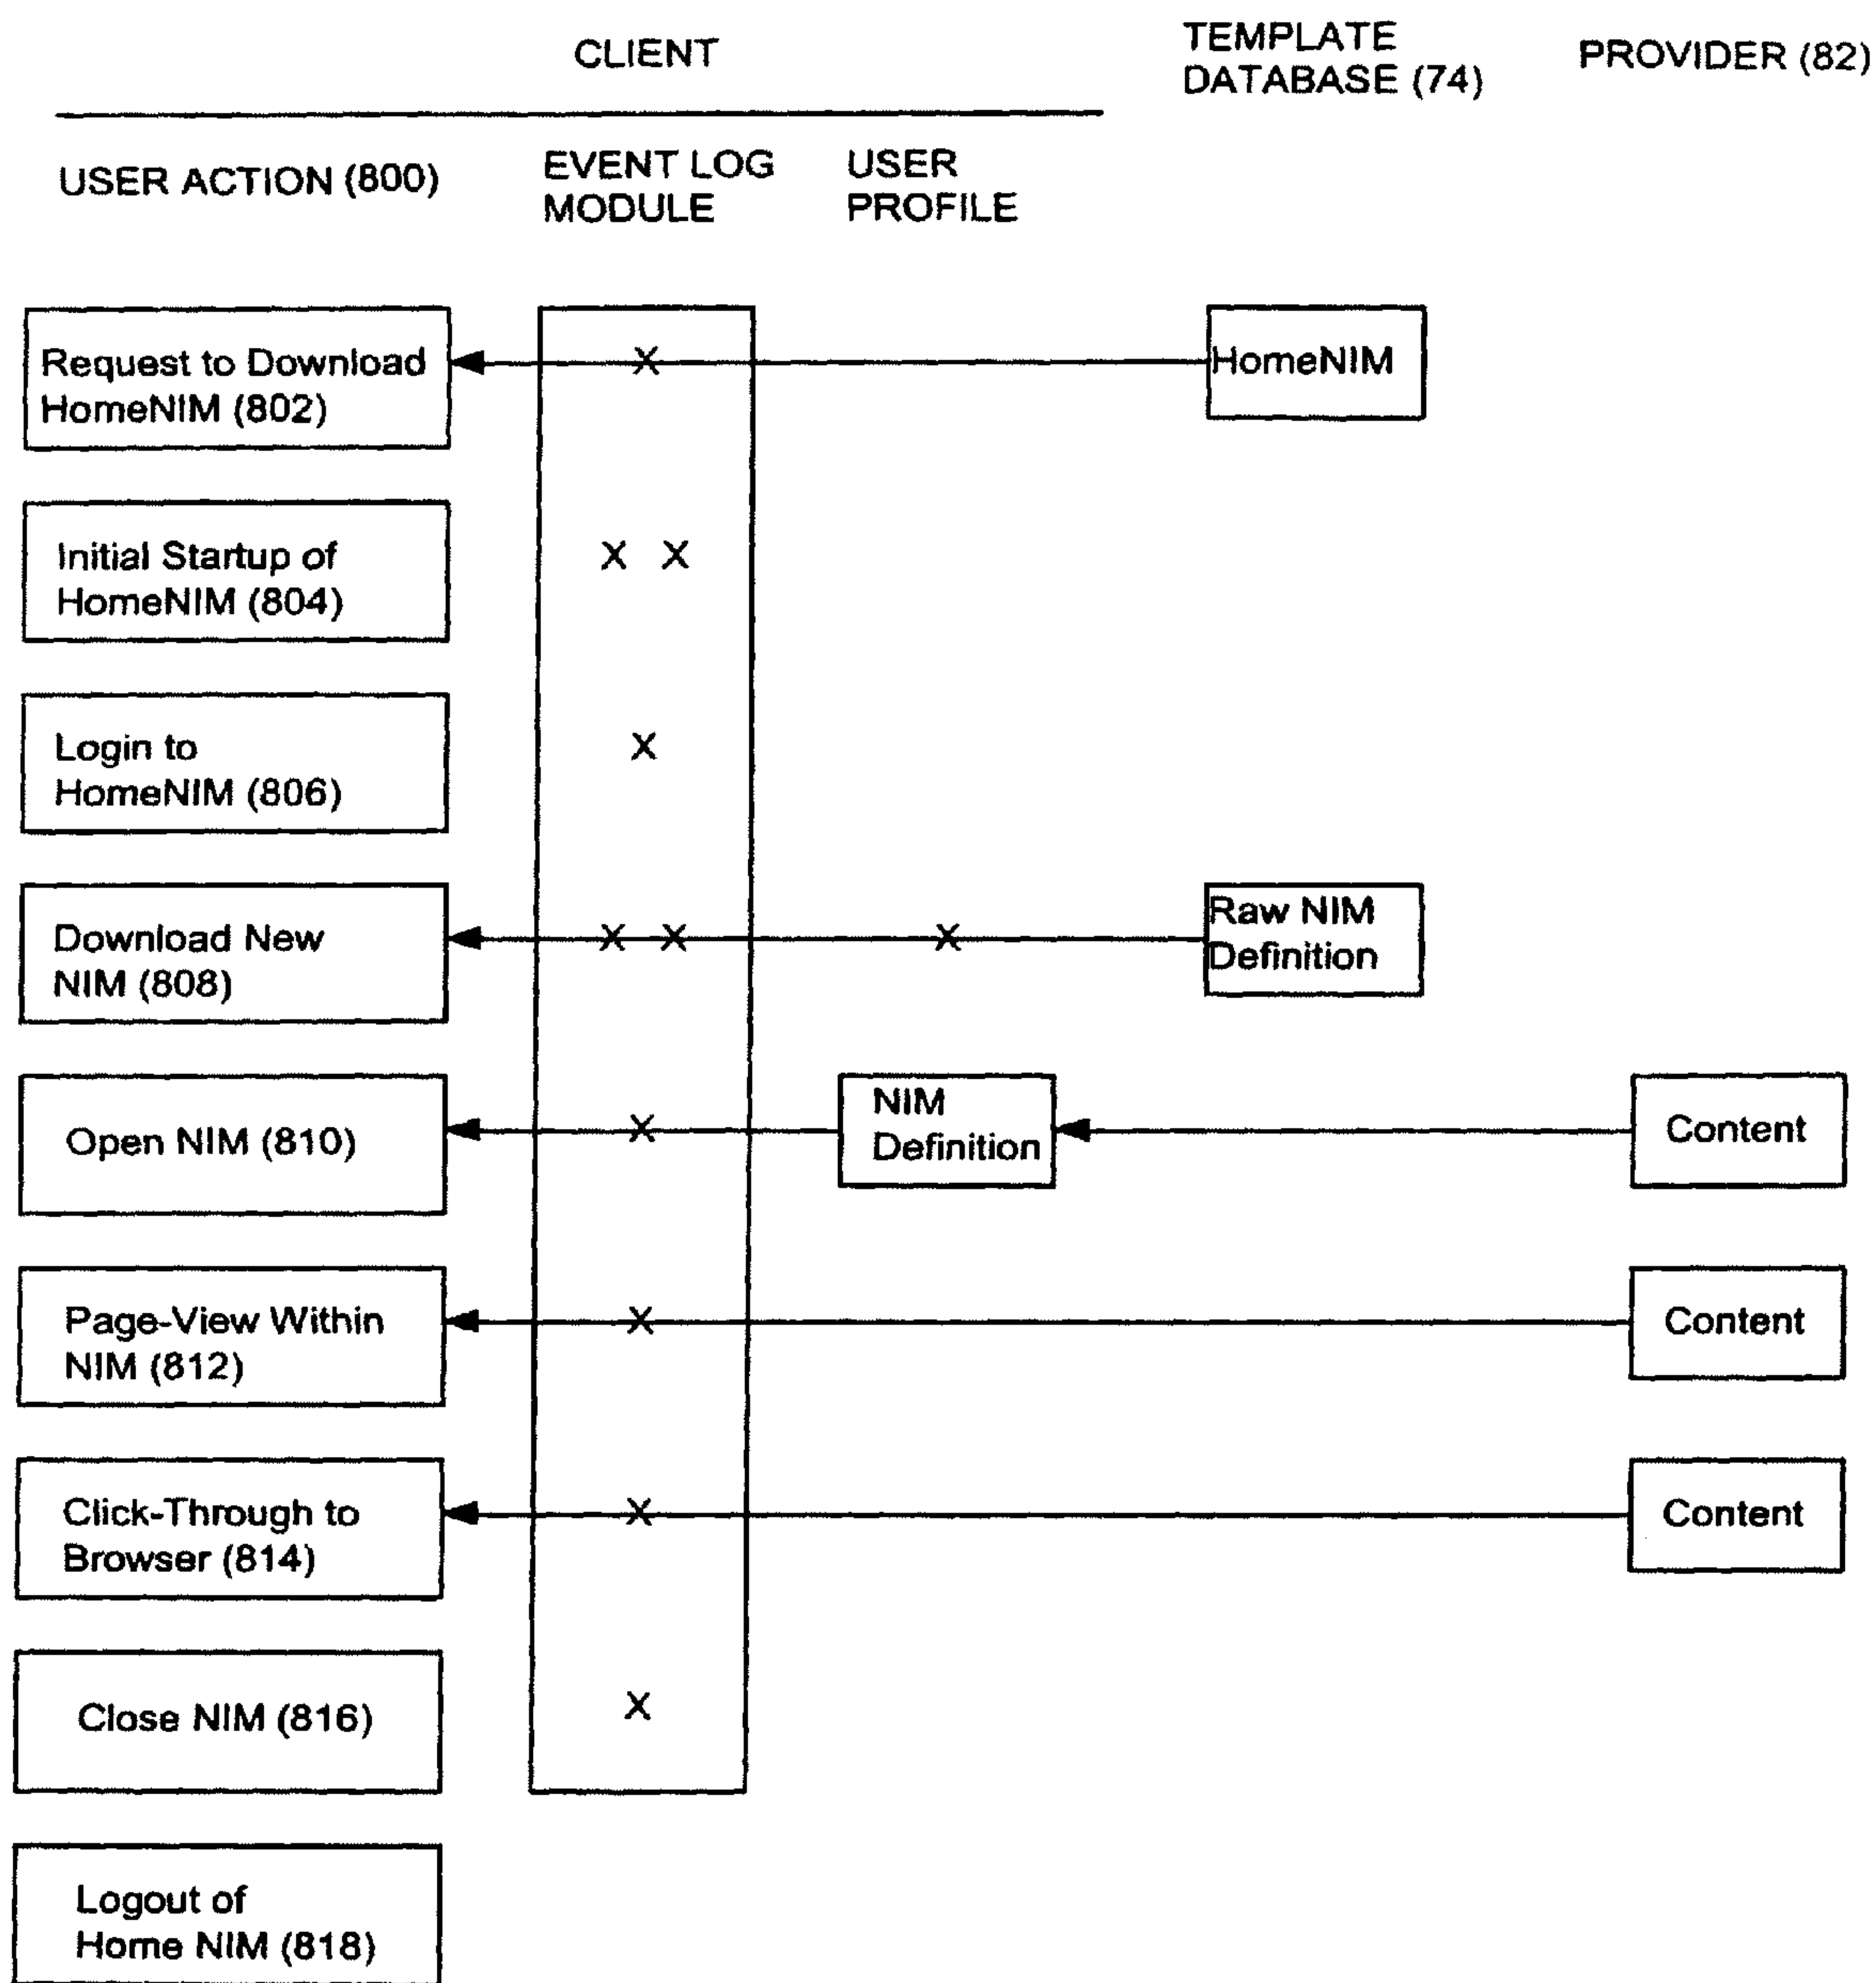 CLIENT
TEMPLATE
DATABASE (74)
PROVIDER (82)
USER ACTION (800)
EVENT LOG
MODULE
USER
PROFILE
Request to Download
HomeNIM (802)
X
HomeNIM
Initial Startup of
HomeNIM (804)
X X
Login to
HomeNIM (806)
X
Download New
NIM (808)
X X
X
Raw NIM
Definition
Open NIM (810)
X
NIM
Definition
Content
Page-View Within
NIM (812)
X
Content
Click-Through to
Browser (814)
X
Content
Close NIM (816)
X
Logout of
Home NIM (818)